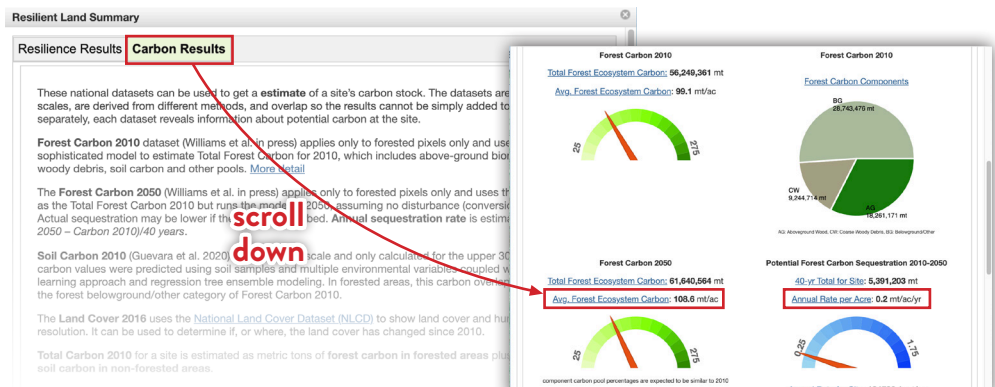 Resilient Land Summary
Resilience Results Carbon Results
These national datasets can be used to get a estimate of a site's carbon stock. The datasets are
scales, are derived from different methods, and overlap so the results cannot be simply added to
separately, each dataset reveals information about potential carbon at the site.
Forest Carbon 2010 dataset (Williams et al. in press) applies only to forested pixels only and use
sophisticated model to estimate Total Forest Carbon for 2010, which includes above-ground bior
woody debris, soil carbon and other pools. More detail
The Forest Carbon 2050 (Williams et al. in press) applies only to forested pixels only and uses th
as the Total Forest Carbon 2010 but runs the model 2050, assuming no disturbance (conversi
Actual sequestration may be lower if the bed. Annual sequestration rate is estim
2050 – Carbon 2010)/40 years.
scroll
down
Soil Carbon 2010 (Guevara et al. 2020) scale and only calculated for the upper 30
carbon values were predicted using soil samples and multiple environmental variables coupled w
learning approach and regression tree ensemble modeling. In forested areas, this carbon overlap
the forest belowground/other category of Forest Carbon 2010.
The Land Cover 2016 uses the National Land Cover Dataset (NLCD) to show land cover and hu
resolution. It can be used to determine if, or where, the land cover has changed since 2010.
Total Carbon 2010 for a site is estimated as metric tons of forest carbon in forested areas plus
soil carbon in non-forested areas.
Forest Carbon 2010
Total Forest Ecosystem Carbon: 56,249,361 mt
Avg. Forest Ecosystem Carbon: 99.1 mt/ac
25
275
Forest Carbon 2010
Forest Carbon Components
BG
28,743,476 mt
CW
9,244,714 mt
AG
18,261,171 mt
AG: Aboveground Wood, CW: Coarse Woody Debris, BG: Belowground/Other
Forest Carbon 2050
Total Forest Ecosystem Carbon: 61,640,564 mt
Avg. Forest Ecosystem Carbon: 108.6 mt/ac
25
275
component carbon pool percentages are expected to be similar to 2010
Potential Forest Carbon Sequestration 2010-2050
40-yr Total for Site: 5,391,203 mt
Annual Rate per Acre: 0.2 mt/ac/yr
0.25
1.75